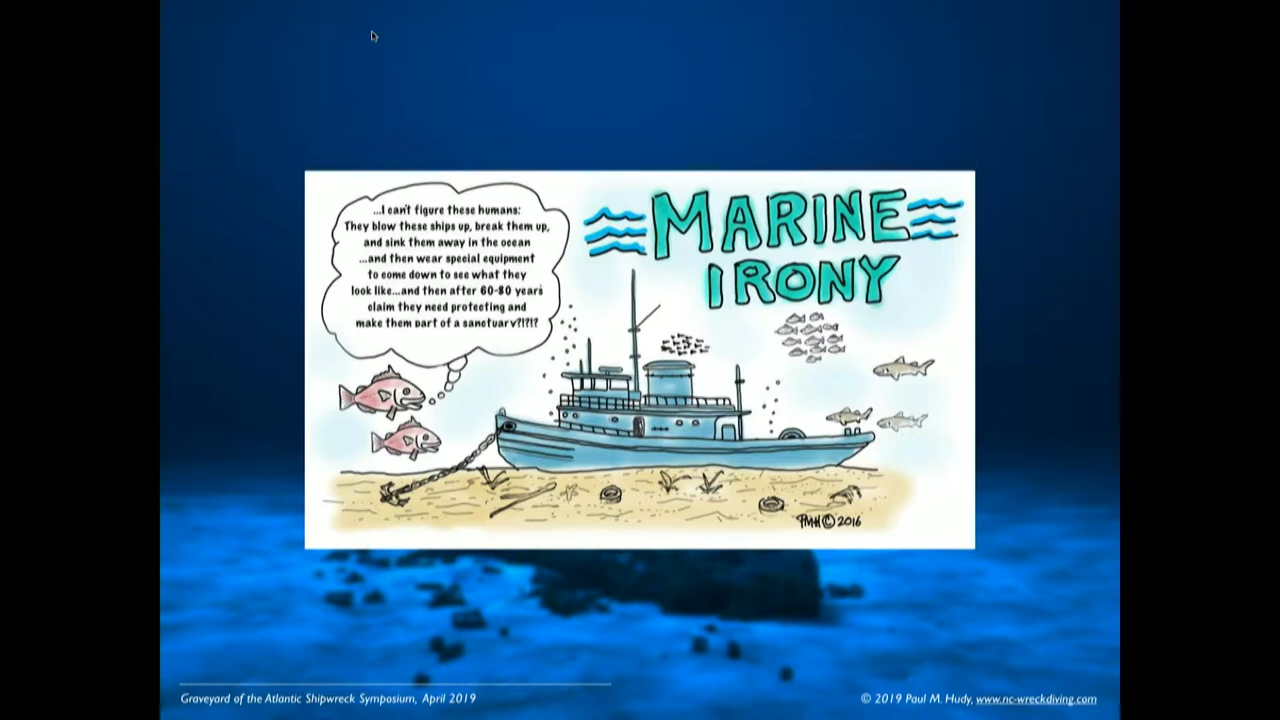 ...I can't figure these humans:
They blow these ships up, break them up,
and sink them away in the ocean
...and then wear special equipment
to come down to see what they
look like...and then after 60-80 years
claim they need protecting and
make them part of a sanctuary?!?!?
MARINE
IRONY
PMH © 2016
Graveyard of the Atlantic Shipwreck Symposium, April 2019
© 2019 Paul M. Hudy, www.nc-wreckdiving.com